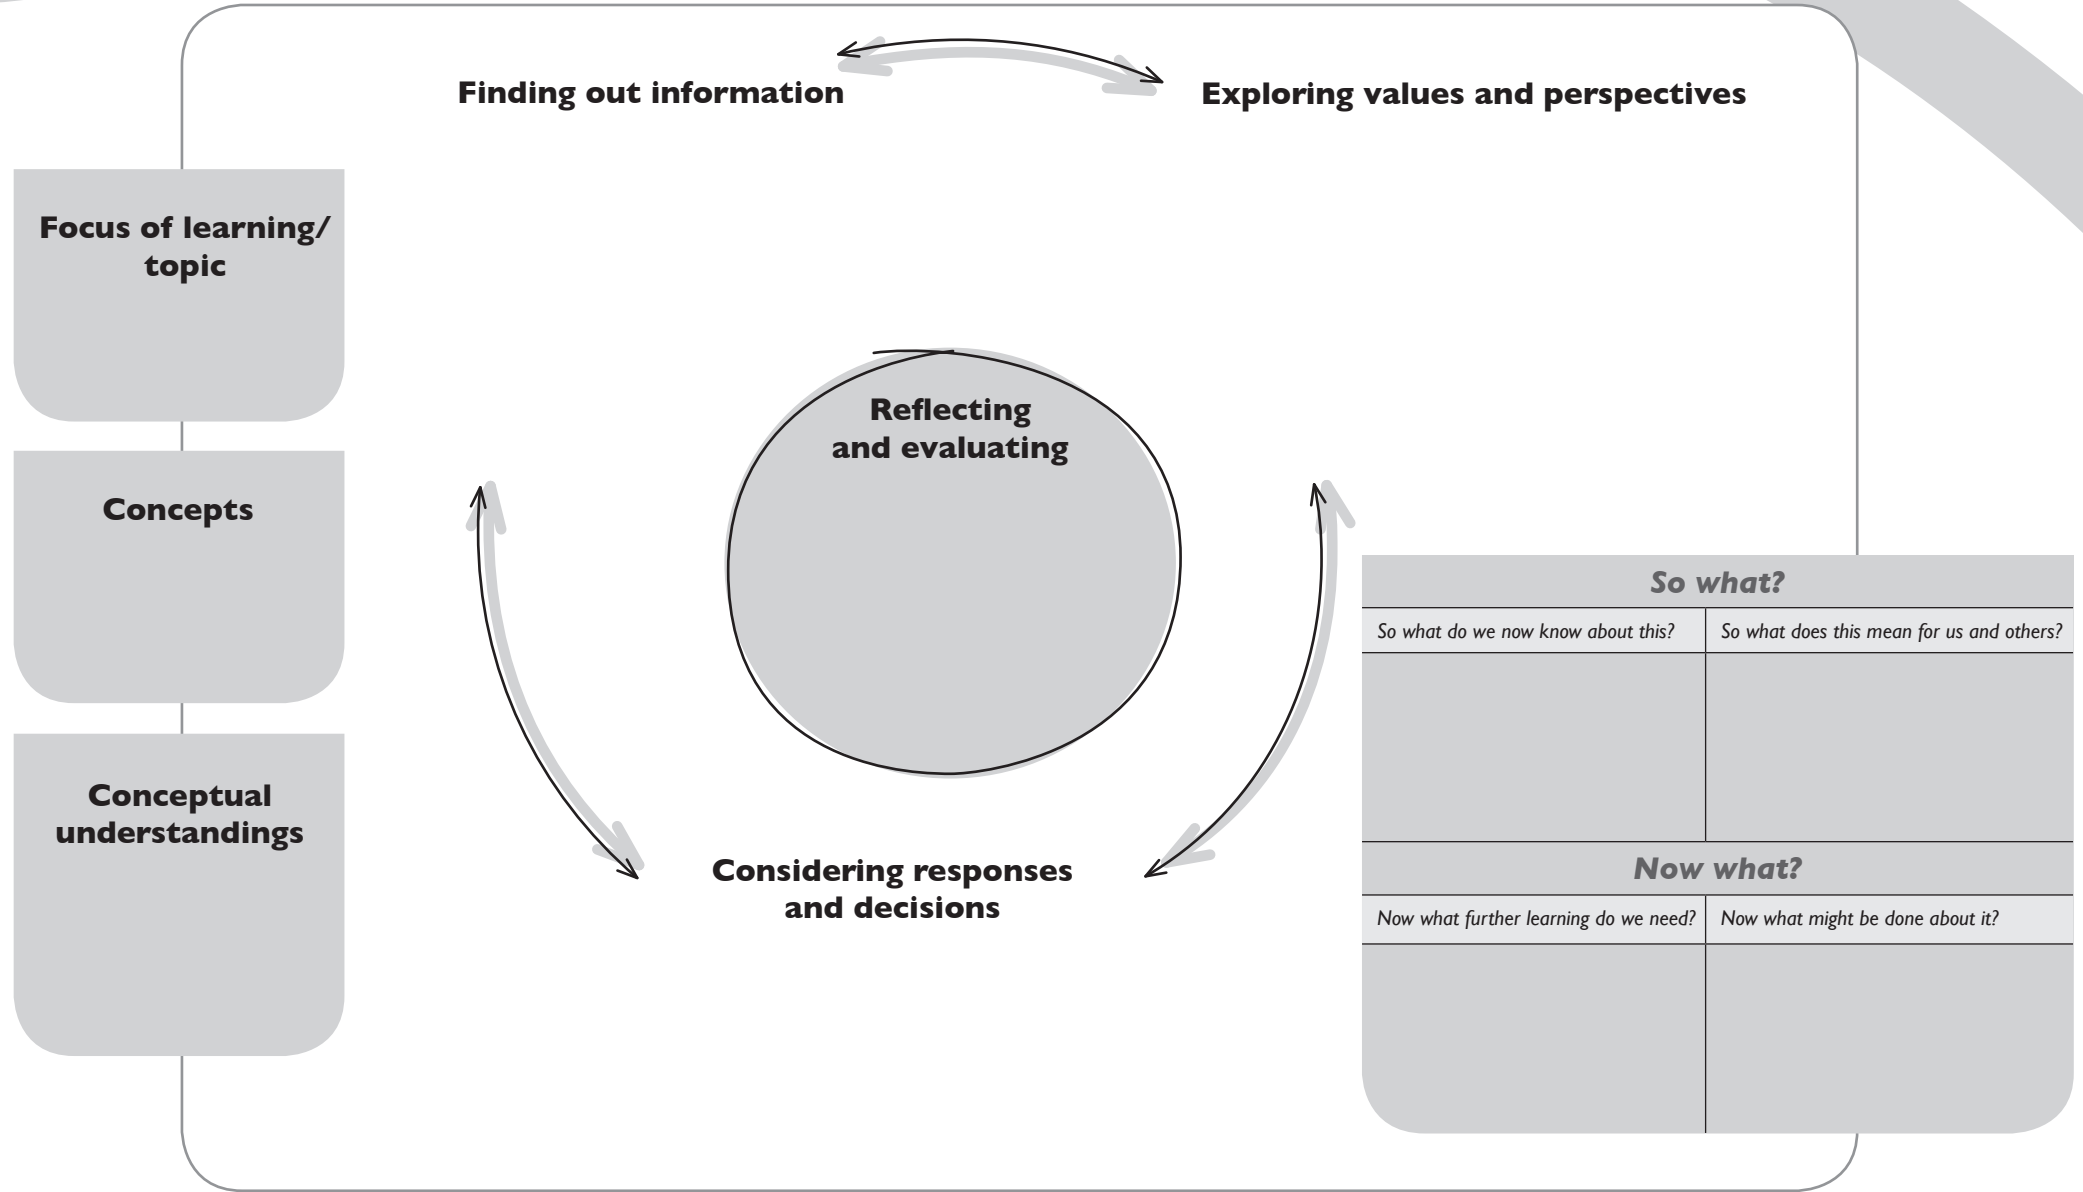 Finding out information
Exploring values and perspectives
Focus of learning/
topic
Concepts
Conceptual
understandings
Reflecting
and evaluating
Considering responses
and decisions
So what?
So what do we now know about this?
So what does this mean for us and others?
Now what?
Now what further learning do we need?
Now what might be done about it?